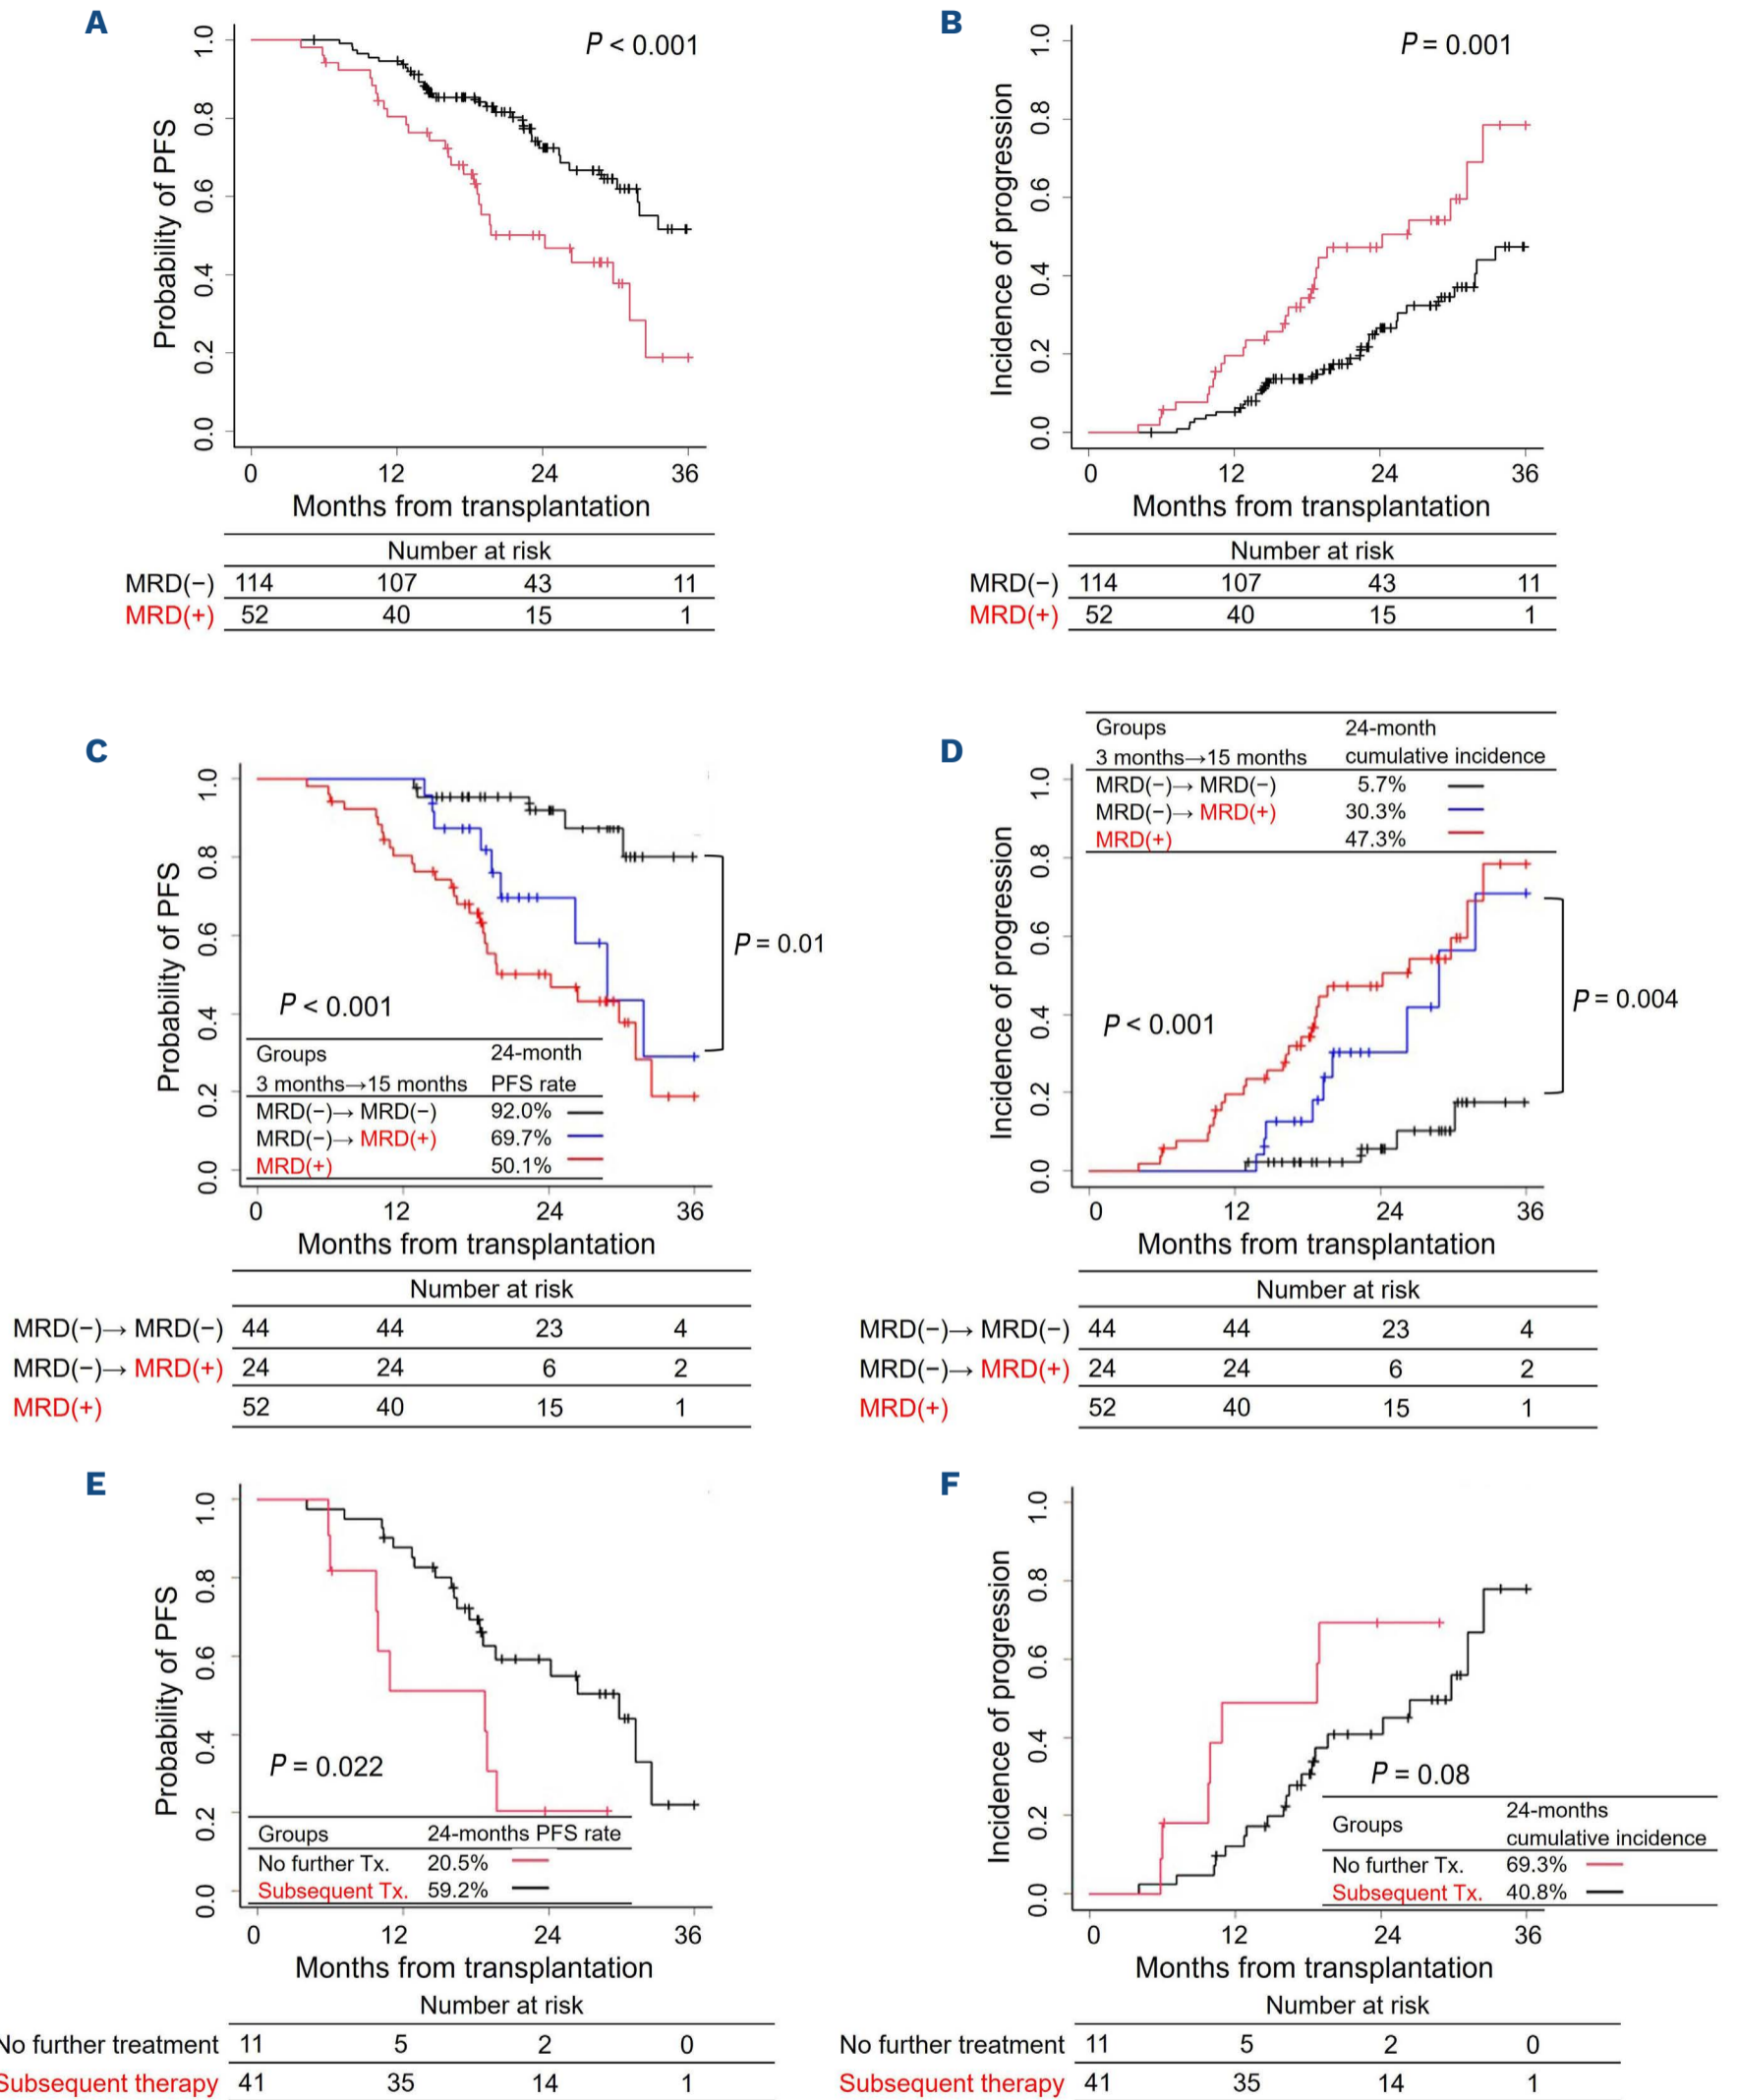 A
P < 0.001
Probability of PFS
1.0
0.8
0.6
0.4
0.2
0.0
0 12 24 36
Months from transplantation
Number at risk
MRD(−) 114 107 43 11
MRD(+) 52 40 15 1
B
P = 0.001
Incidence of progression
1.0
0.8
0.6
0.4
0.2
0.0
0 12 24 36
Months from transplantation
Number at risk
MRD(−) 114 107 43 11
MRD(+) 52 40 15 1
C
Probability of PFS
1.0
0.8
0.6
0.4
0.2
0.0
P = 0.01
P < 0.001
Groups 24-month
3 months→15 months PFS rate
MRD(−)→ MRD(−) 92.0%
MRD(−)→ MRD(+) 69.7%
MRD(+) 50.1%
0 12 24 36
Months from transplantation
Number at risk
MRD(−)→ MRD(−) 44 44 23 4
MRD(−)→ MRD(+) 24 24 6 2
MRD(+) 52 40 15 1
D
Groups 24-month
3 months→15 months cumulative incidence
MRD(−)→ MRD(−) 5.7%
MRD(−)→ MRD(+) 30.3%
MRD(+) 47.3%
Incidence of progression
1.0
0.8
0.6
0.4
0.2
0.0
P = 0.004
P < 0.001
0 12 24 36
Months from transplantation
Number at risk
MRD(−)→ MRD(−) 44 44 23 4
MRD(−)→ MRD(+) 24 24 6 2
MRD(+) 52 40 15 1
E
Probability of PFS
1.0
0.8
0.6
0.4
0.2
0.0
P = 0.022
Groups 24-months PFS rate
No further Tx. 20.5%
Subsequent Tx. 59.2%
0 12 24 36
Months from transplantation
Number at risk
No further treatment 11 5 2 0
Subsequent therapy 41 35 14 1
F
Incidence of progression
1.0
0.8
0.6
0.4
0.2
0.0
P = 0.08
Groups
24-months
cumulative incidence
No further Tx. 69.3%
Subsequent Tx. 40.8%
0 12 24 36
Months from transplantation
Number at risk
No further treatment 11 5 2 0
Subsequent therapy 41 35 14 1